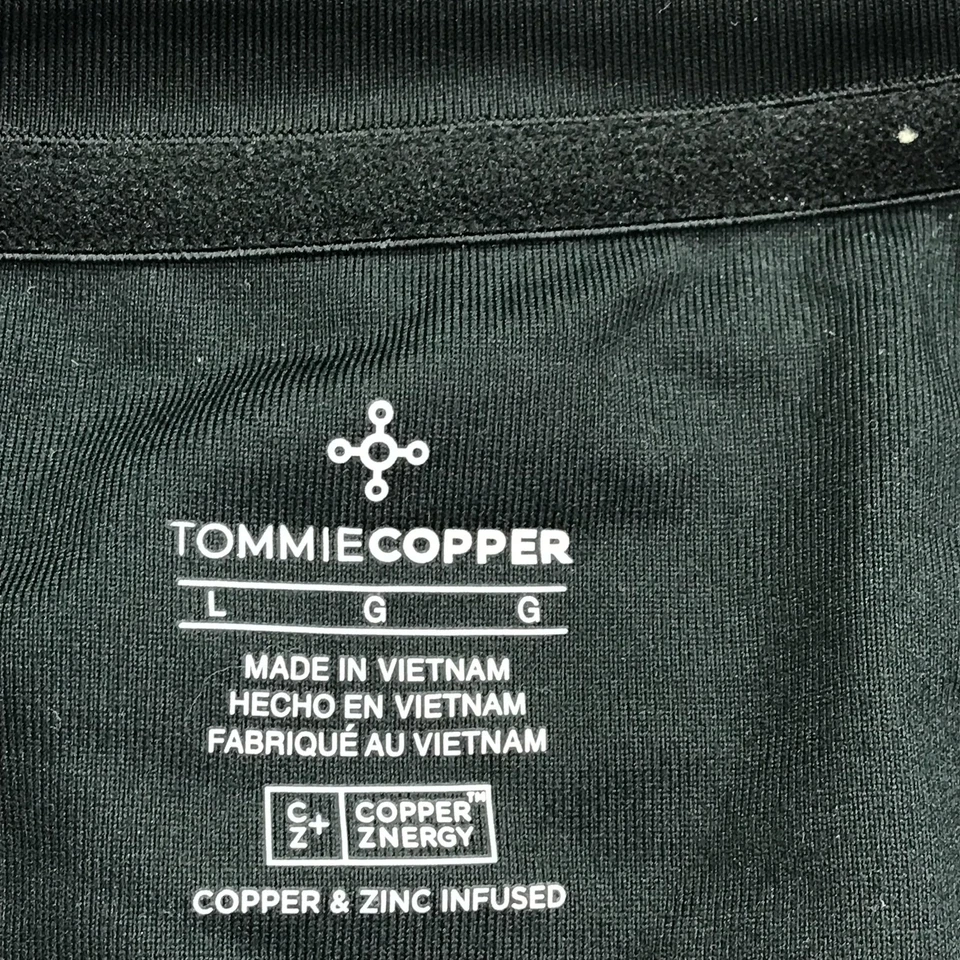 TOMMIECOPPER
L G G
MADE IN VIETNAM
HECHO EN VIETNAM
FABRIQUÉ AU VIETNAM
C
Z+
COPPER™
ZNERGY
COPPER & ZINC INFUSED